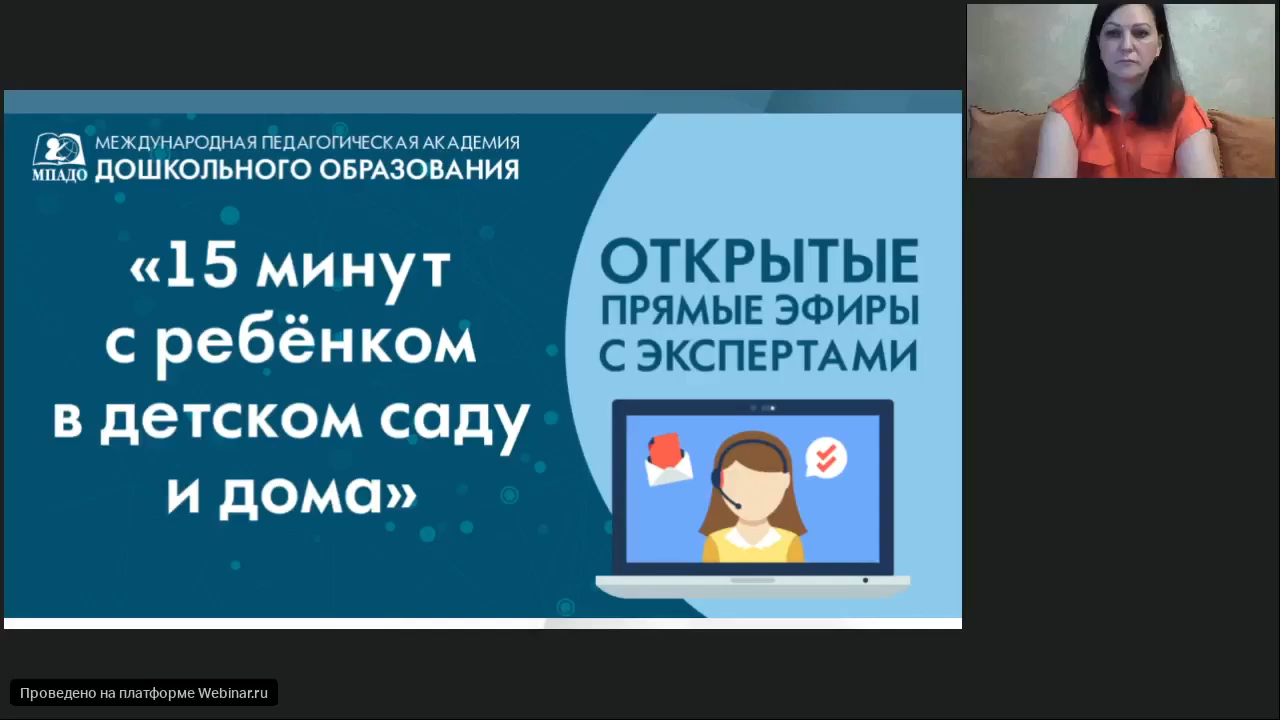 МЕЖДУНАРОДНАЯ ПЕДАГОГИЧЕСКАЯ АКАДЕМИЯ
МПАДО ДОШКОЛЬНОГО ОБРАЗОВАНИЯ
«15 минут
с ребёнком
в детском саду
и дома»
ОТКРЫТЫЕ
ПРЯМЫЕ ЭФИРЫ
С ЭКСПЕРТАМИ
Проведено на платформе Webinar.ru